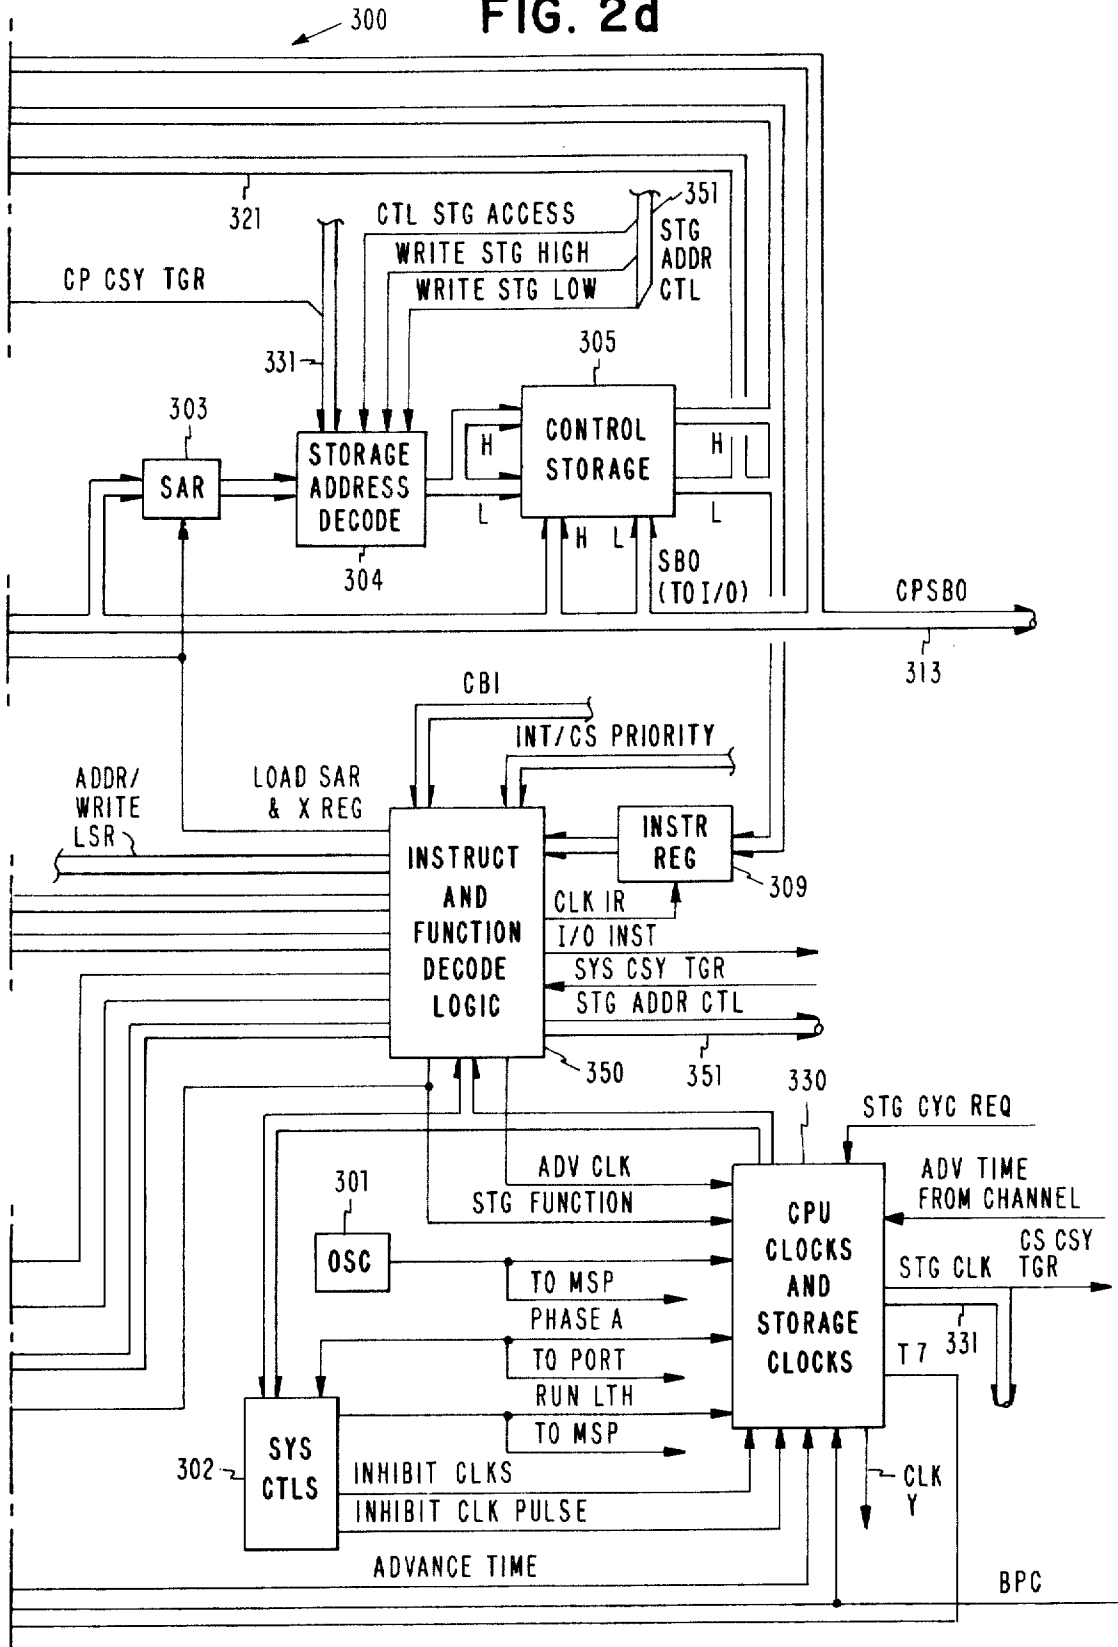 FIG. 2d
300
321
CTL STG ACCESS
351
WRITE STG HIGH
STG
ADDR
CTL
WRITE STG LOW
CP CSY TGR
331
305
303
CONTROL
STORAGE
H
H
SAR
STORAGE
ADDRESS
DECODE
L
L
304
H
L
SBO
(TO I/O)
CPSBO
313
CBI
INT/CS PRIORITY
ADDR/
WRITE
LSR
LOAD SAR
& X REG
INSTR
REG
309
INSTRUCT
AND
FUNCTION
DECODE
LOGIC
CLK IR
I/O INST
SYS CSY TGR
STG ADDR CTL
350
351
330
STG CYC REQ
ADV CLK
STG FUNCTION
ADV TIME
FROM CHANNEL
301
OSC
CPU
CLOCKS
AND
STORAGE
CLOCKS
STG CLK
CS CSY
TGR
TO MSP
PHASE A
331
T7
TO PORT
RUN LTH
TO MSP
302
SYS
CTLS
INHIBIT CLKS
INHIBIT CLK PULSE
CLK
Y
ADVANCE TIME
BPC